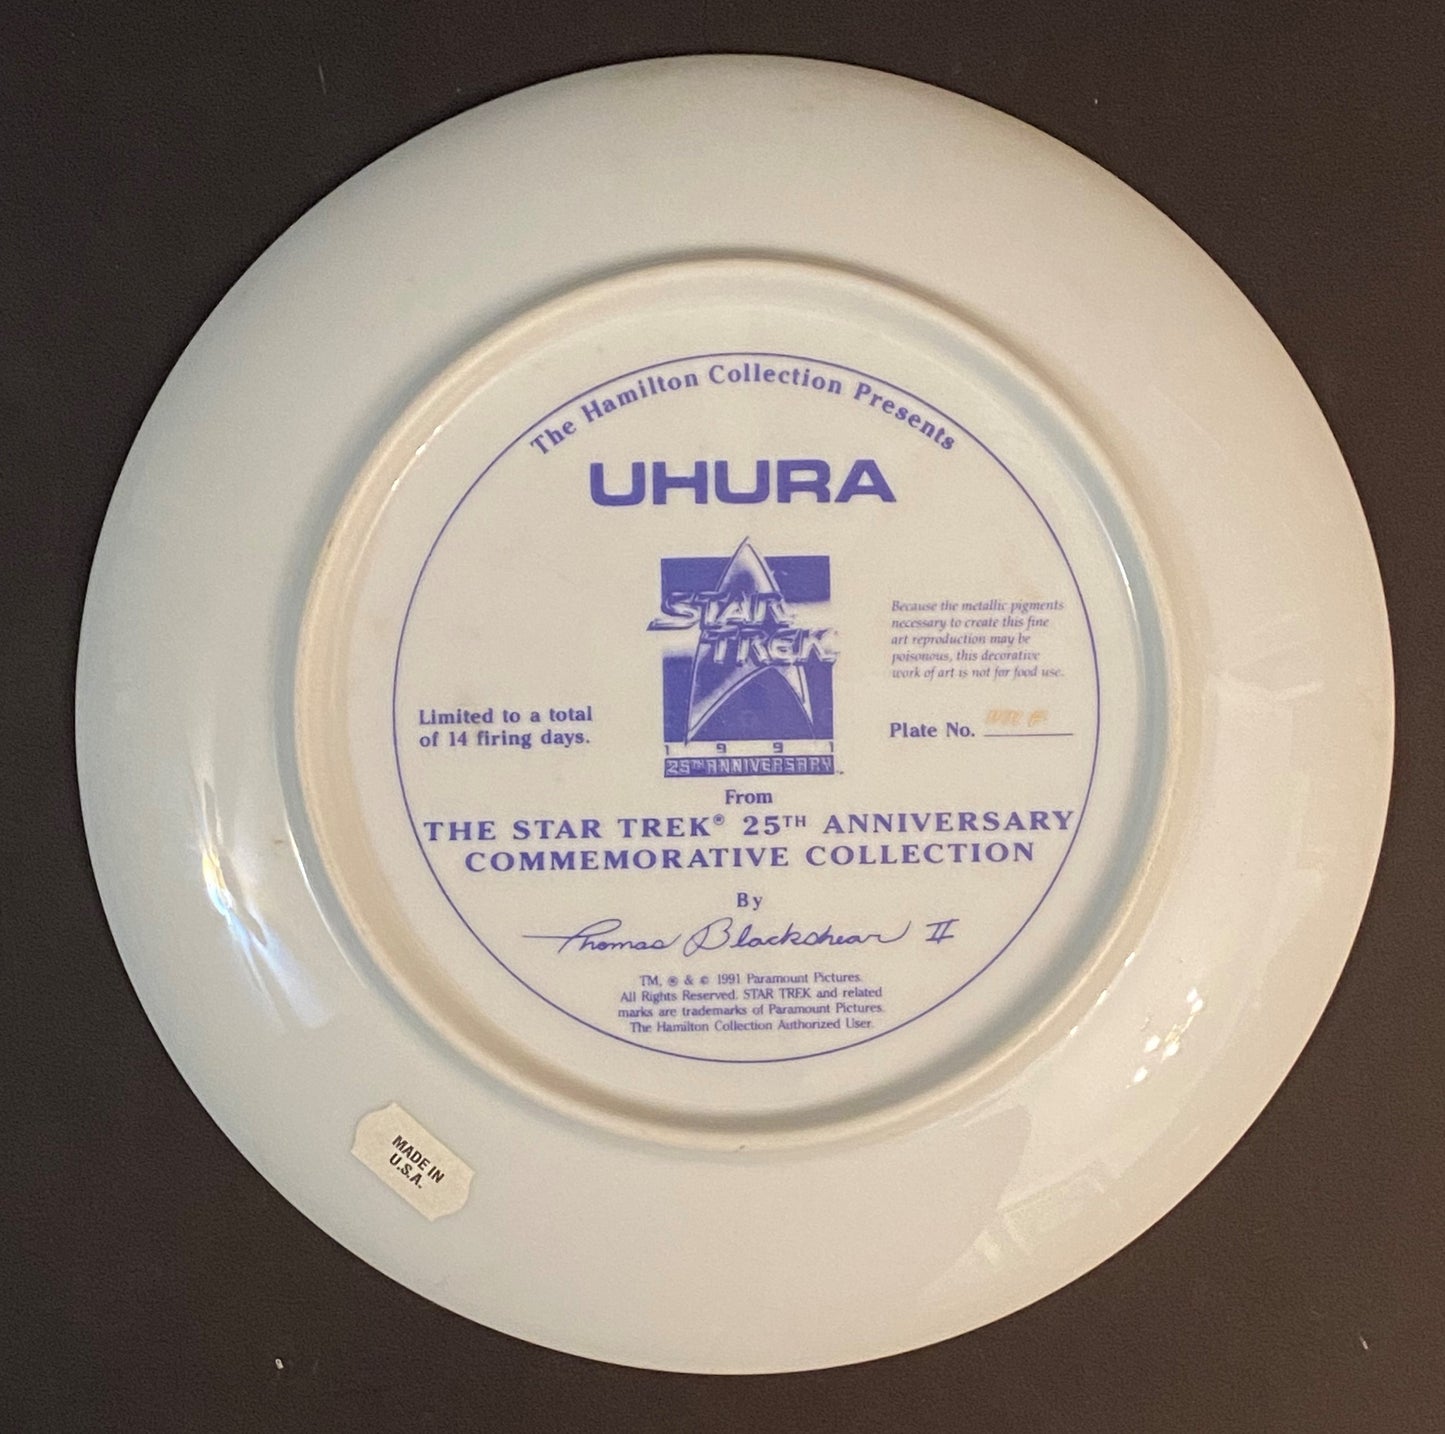 The Hamilton Collection Presents
UHURA
STAR
TREK
1991
25TH ANNIVERSARY
Because the metallic pigments
necessary to create this fine
art reproduction may be
poisonous, this decorative
work of art is not for food use.
Limited to a total
of 14 firing days.
Plate No.
From
THE STAR TREK® 25TH ANNIVERSARY
COMMEMORATIVE COLLECTION
By
Thomas Blackshear II
TM, ® & © 1991 Paramount Pictures.
All Rights Reserved. STAR TREK and related
marks are trademarks of Paramount Pictures.
The Hamilton Collection Authorized User.
MADE IN
U.S.A.